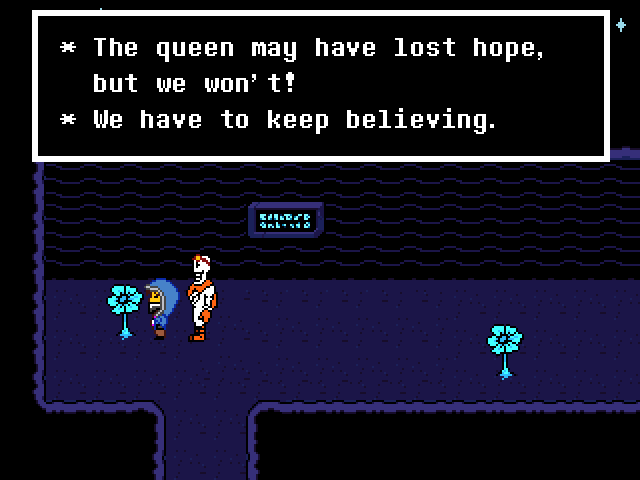 * The queen may have lost hope,
but we won't!
* We have to keep believing.